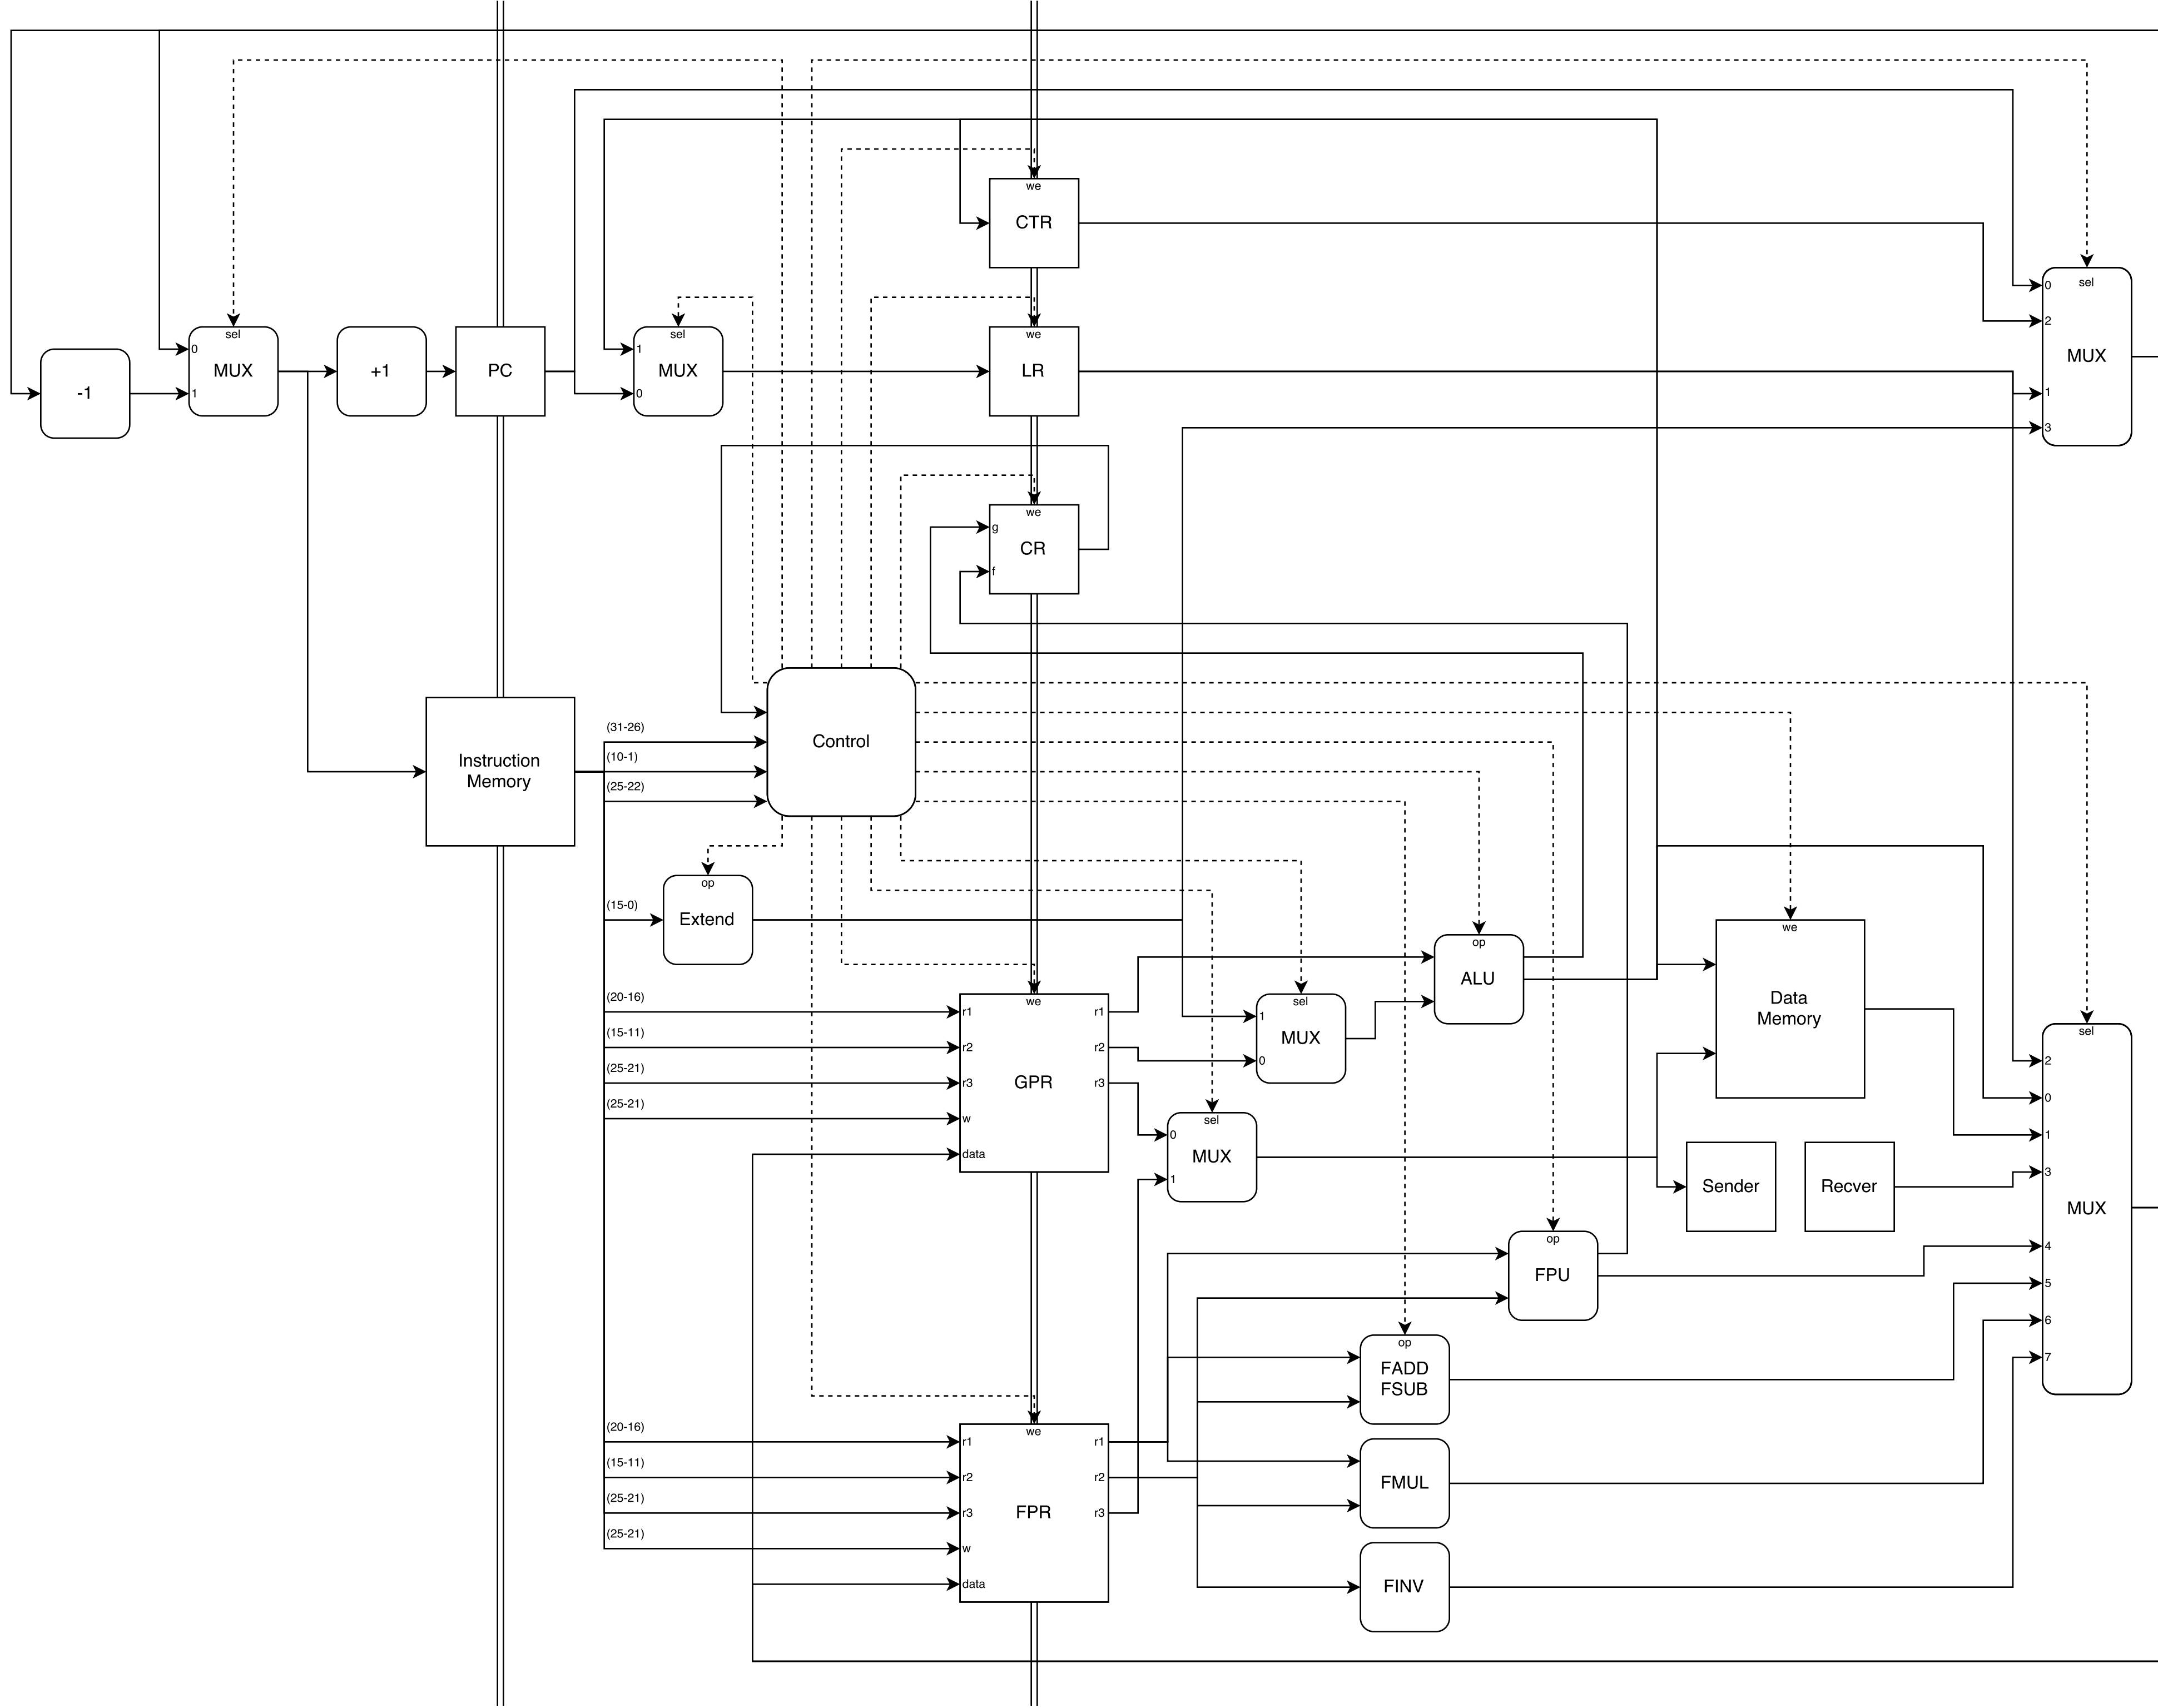 we
CTR
sel
0
2
MUX
1
3
-1
sel
0
MUX
1
+1
PC
sel
1
MUX
0
we
LR
we
g
CR
f
Instruction
Memory
(31-26)
(10-1)
(25-22)
Control
(15-0)
op
Extend
(20-16)
(15-11)
(25-21)
(25-21)
we
r1
r2
r3
w
data
GPR
r1
r2
r3
sel
1
MUX
0
sel
0
MUX
1
op
ALU
we
Data
Memory
Sender
Recver
sel
2
0
1
3
MUX
4
5
6
7
op
FPU
op
FADD
FSUB
FMUL
FINV
(20-16)
(15-11)
(25-21)
(25-21)
we
r1
r2
r3
w
data
FPR
r1
r2
r3